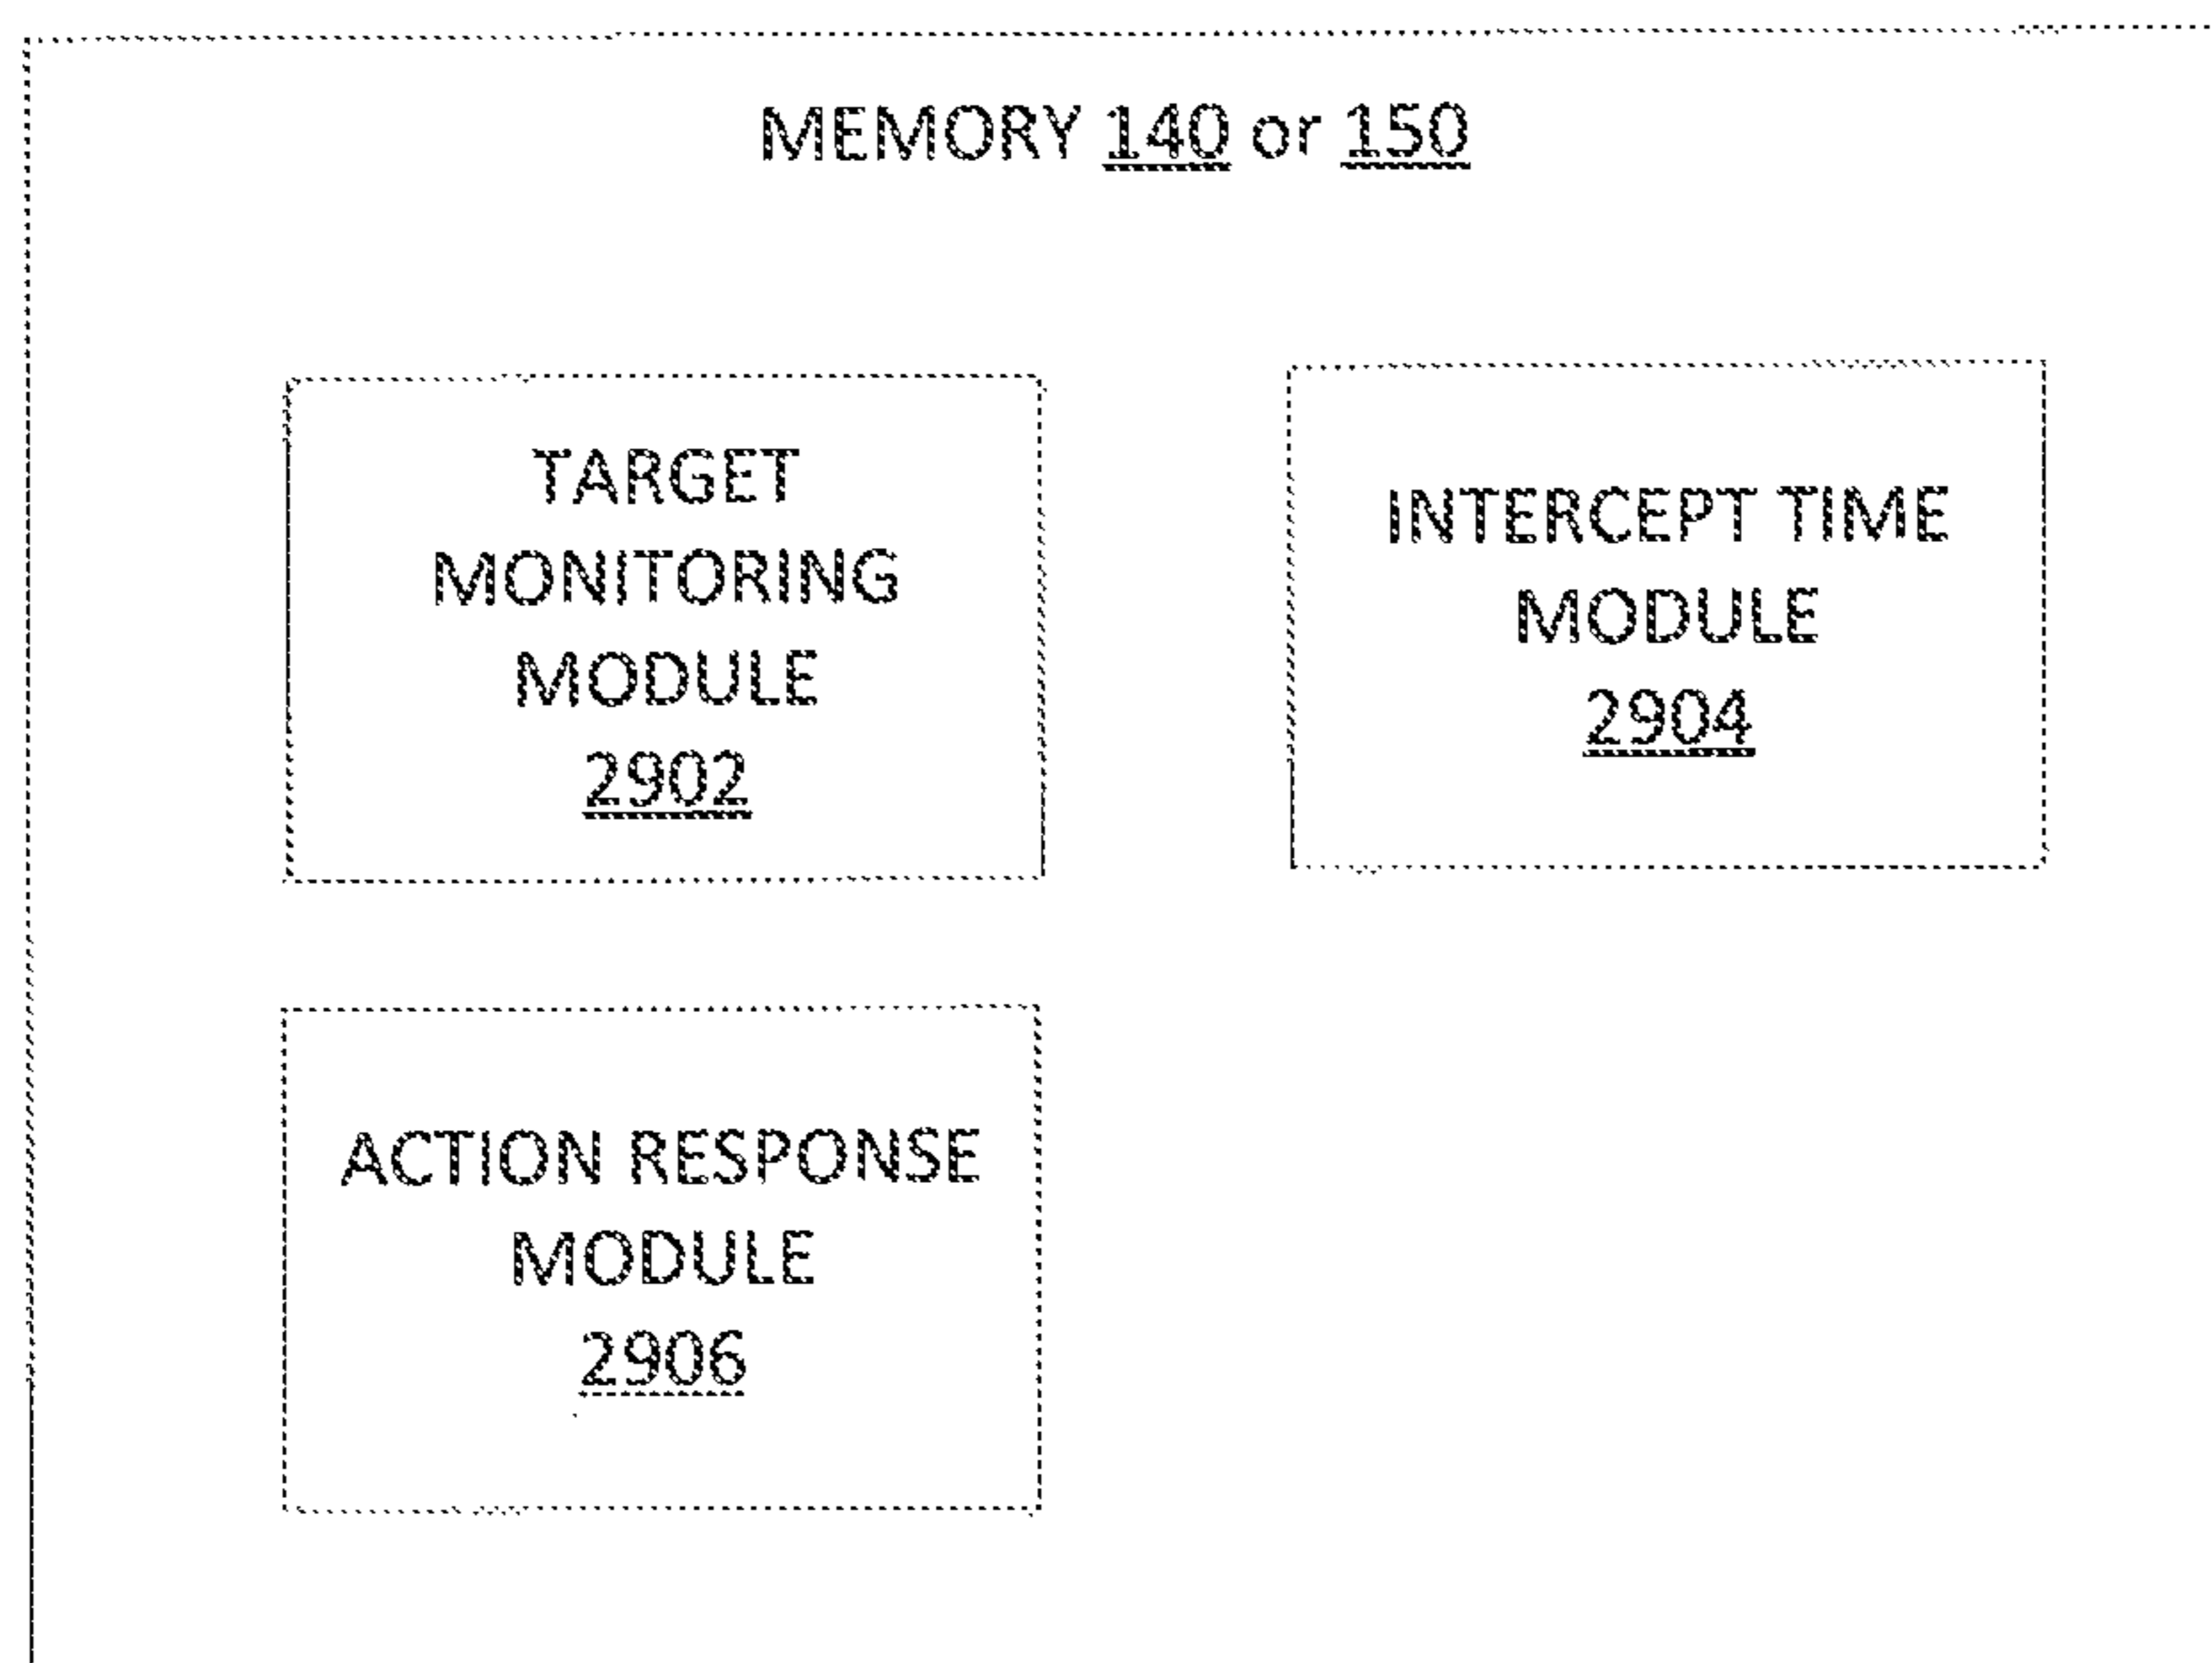 MEMORY 140 or 150
TARGET
MONITORING
MODULE
2902
INTERCEPT TIME
MODULE
2904
ACTION RESPONSE
MODULE
2906